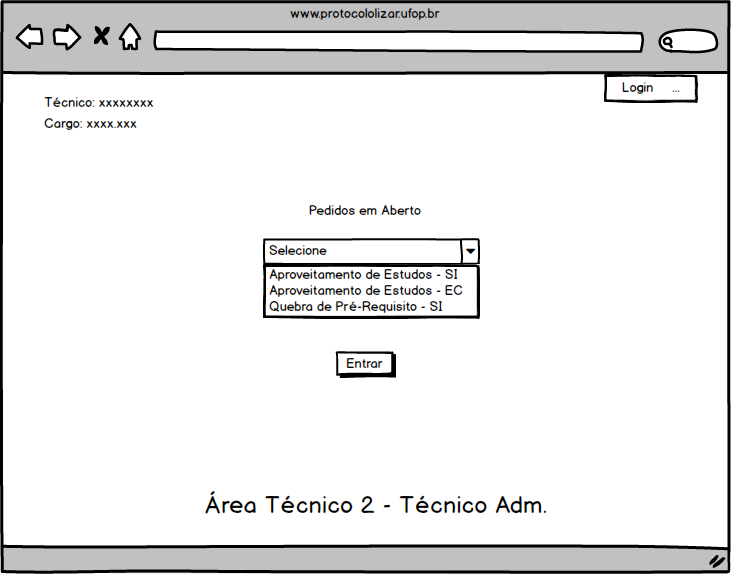 www.protocololizar.ufop.br
Login ...
Técnico: xxxxxxxx
Cargo: xxxx.xxx
Pedidos em Aberto
Selecione
Aproveitamento de Estudos - SI
Aproveitamento de Estudos - EC
Quebra de Pré-Requisito - SI
Entrar
Área Técnico 2 - Técnico Adm.